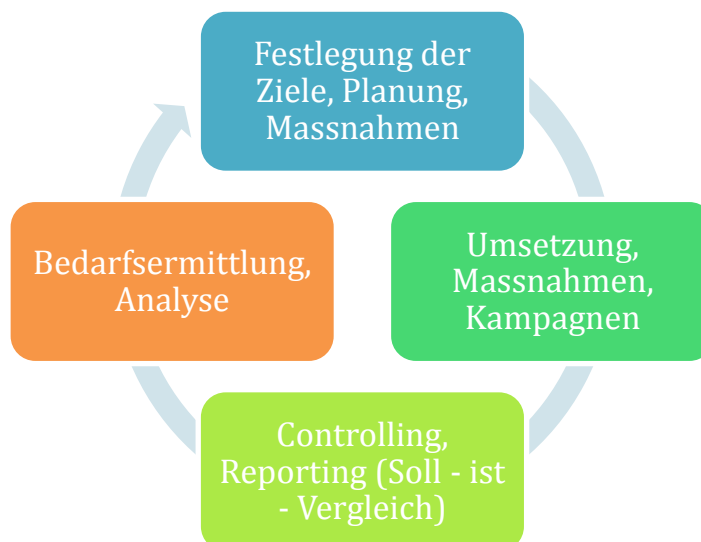 Festlegung der
Ziele, Planung,
Massnahmen
Bedarfsermittlung,
Analyse
Umsetzung,
Massnahmen,
Kampagnen
Controlling,
Reporting (Soll - ist
- Vergleich)